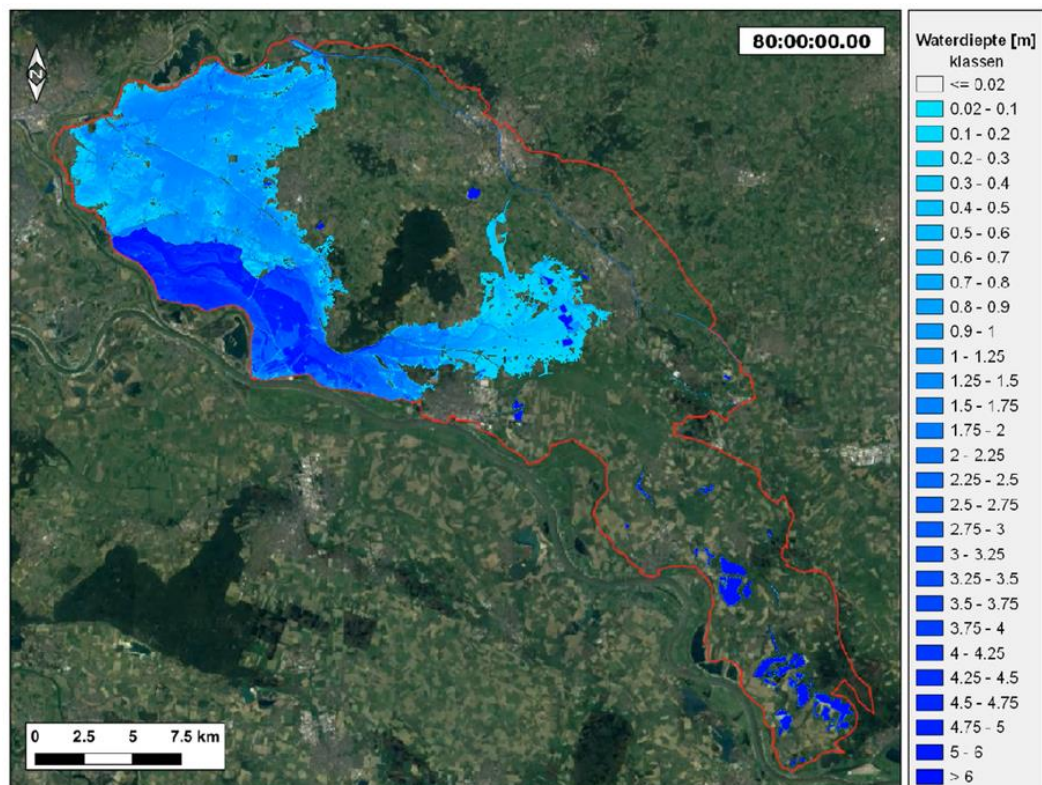 80:00:00.00
N
0 2.5 5 7.5 km
Waterdiepte [m]
klassen
<= 0.02
0.02 - 0.1
0.1 - 0.2
0.2 - 0.3
0.3 - 0.4
0.4 - 0.5
0.5 - 0.6
0.6 - 0.7
0.7 - 0.8
0.8 - 0.9
0.9 - 1
1 - 1.25
1.25 - 1.5
1.5 - 1.75
1.75 - 2
2 - 2.25
2.25 - 2.5
2.5 - 2.75
2.75 - 3
3 - 3.25
3.25 - 3.5
3.5 - 3.75
3.75 - 4
4 - 4.25
4.25 - 4.5
4.5 - 4.75
4.75 - 5
5 - 6
> 6